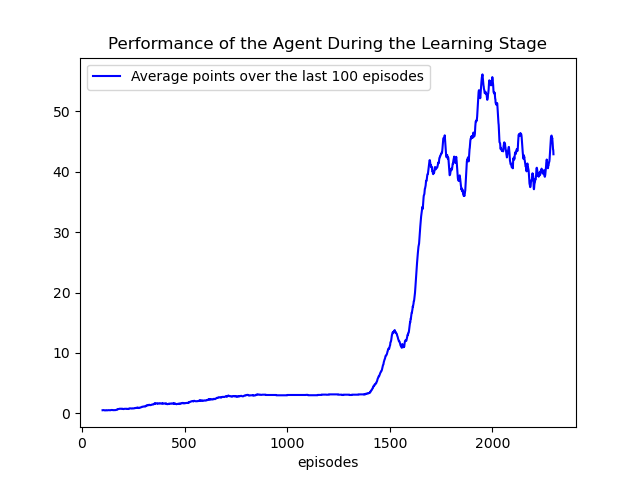 Performance of the Agent During the Learning Stage
Average points over the last 100 episodes
50
40
30
20
10
0
0 500 1000 1500 2000
episodes